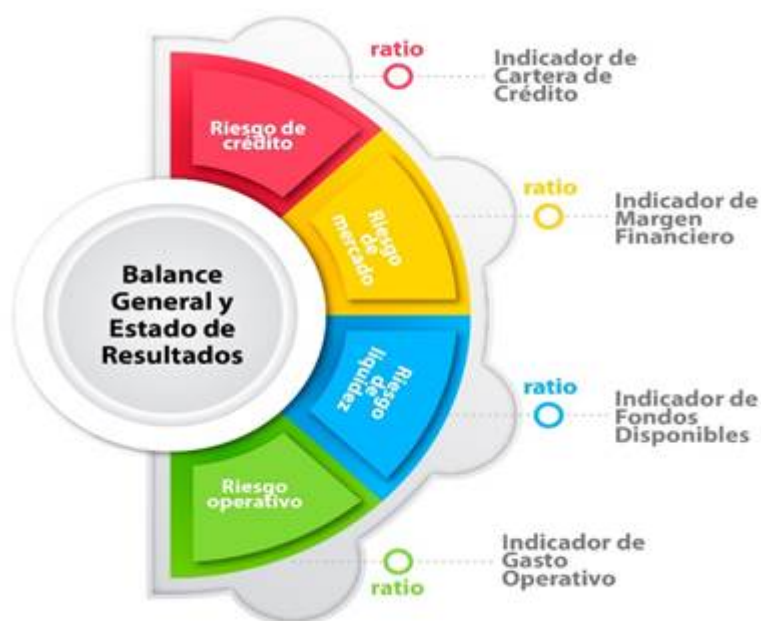 Balance
General y
Estado de
Resultados
Riesgo de
crédito
ratio
Indicador de
Cartera de
Crédito
Riesgo
de
mercado
ratio
Indicador de
Margen
Financiero
Riesgo
de
liquidez
ratio
Indicador de
Fondos
Disponibles
Riesgo
operativo
ratio
Indicador de
Gasto
Operativo